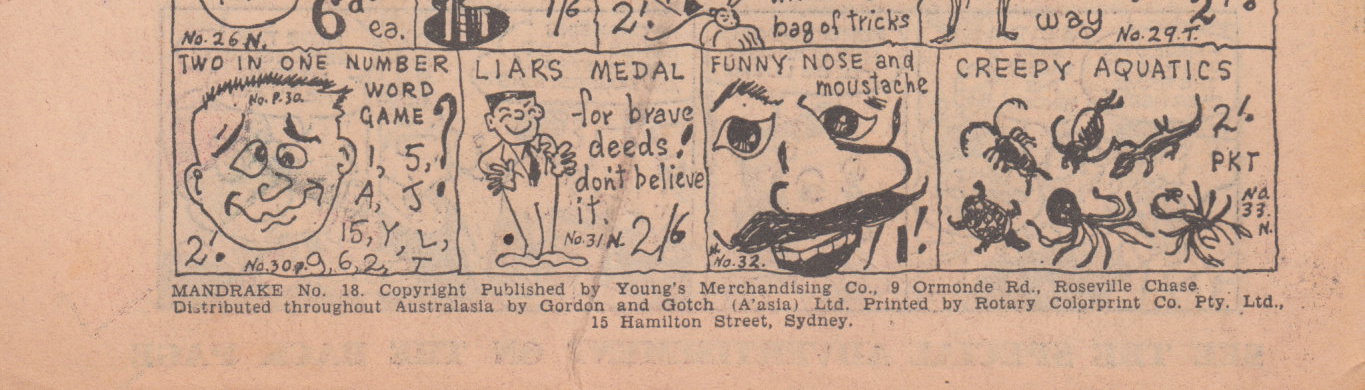 6d
ea.
No. 26 N.
1/6
2/.
bag of tricks
way
No. 29. T.
TWO IN ONE NUMBER
WORD
GAME
?
No. P. 30.
1, 5,
A, J
15, Y, L,
9, 6, 2, T
2/.
No. 30 P.
LIARS MEDAL
for brave
deeds!
don't believe
it.
No. 31. N. 2/6
FUNNY NOSE and
moustache
No. 32.
1/!
CREEPY AQUATICS
2/.
PKT
No.
33.
N.
MANDRAKE No. 18. Copyright Published by Young's Merchandising Co., 9 Ormonde Rd., Roseville Chase
Distributed throughout Australasia by Gordon and Gotch (A'asia) Ltd. Printed by Rotary Colorprint Co. Pty. Ltd.,
15 Hamilton Street, Sydney.